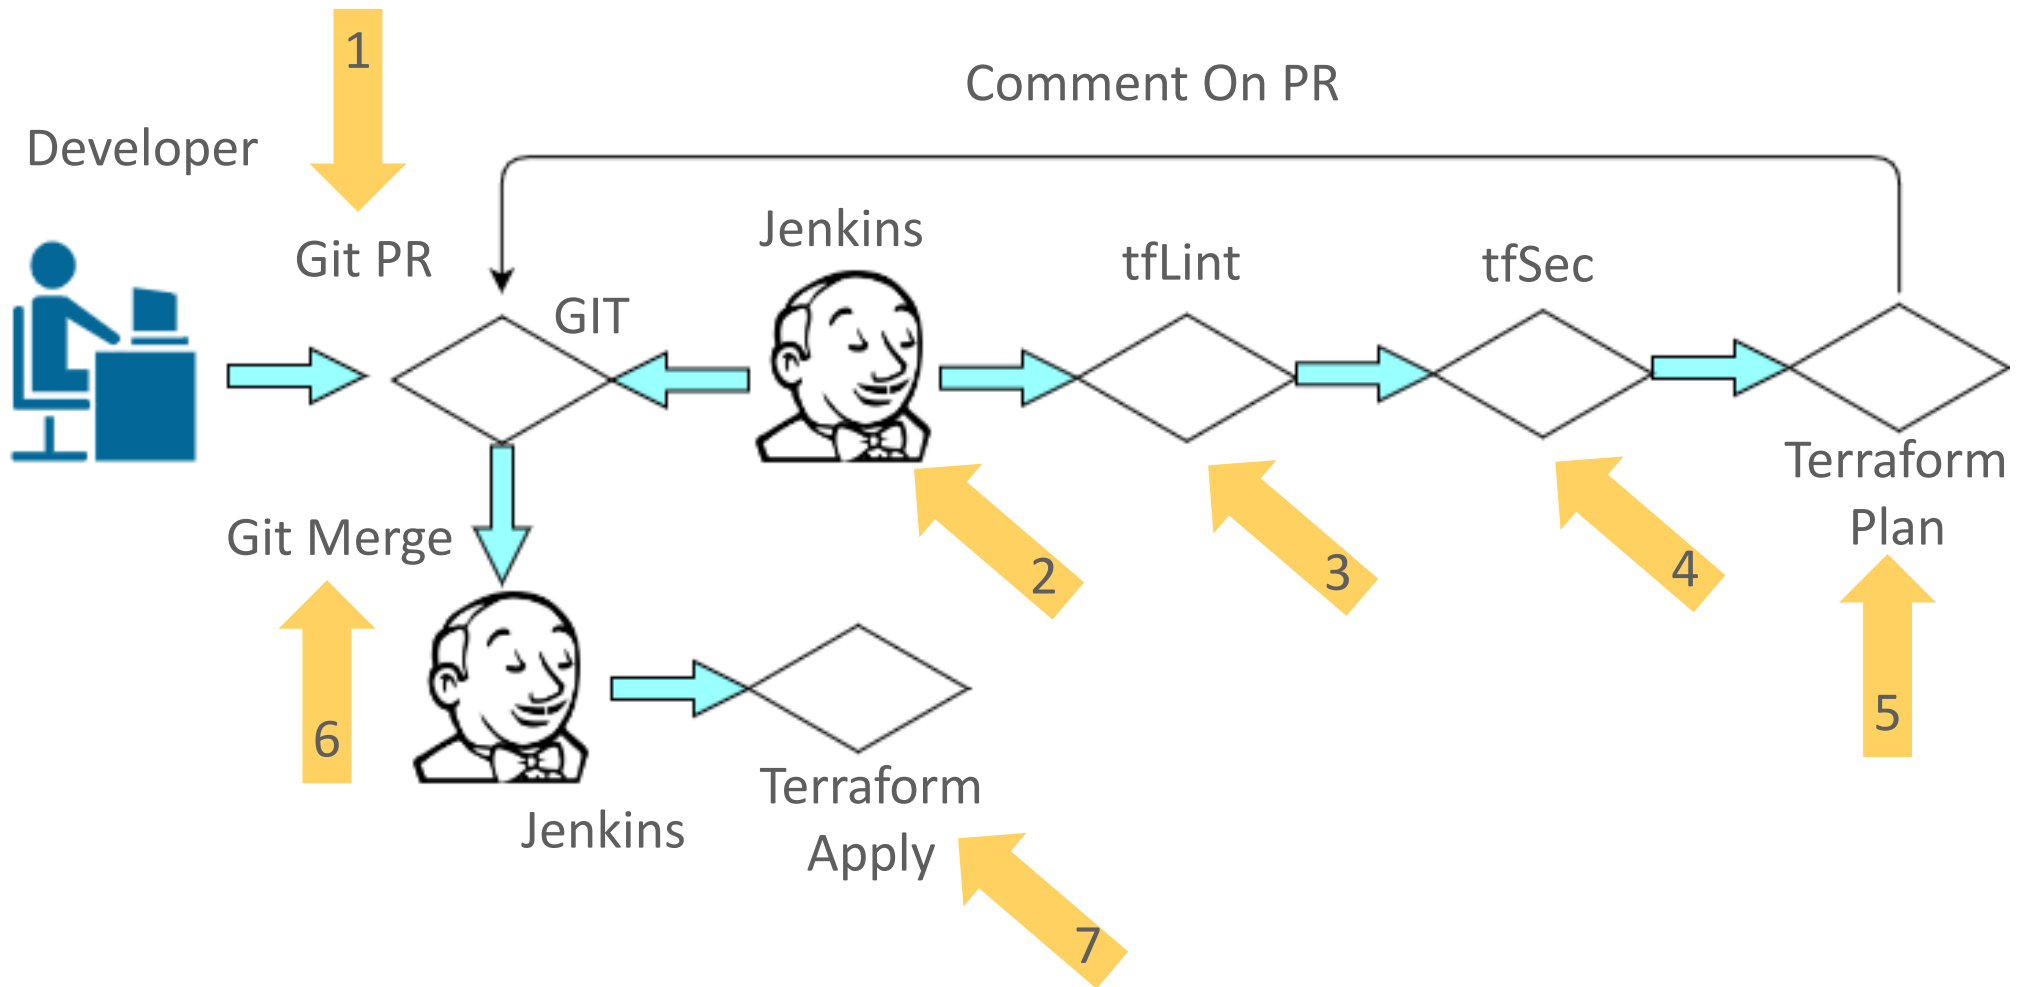 1
Comment On PR
Developer
Git PR
Jenkins
tfLint
tfSec
GIT
Terraform
Plan
Git Merge
2
3
4
5
6
Jenkins
Terraform
Apply
7